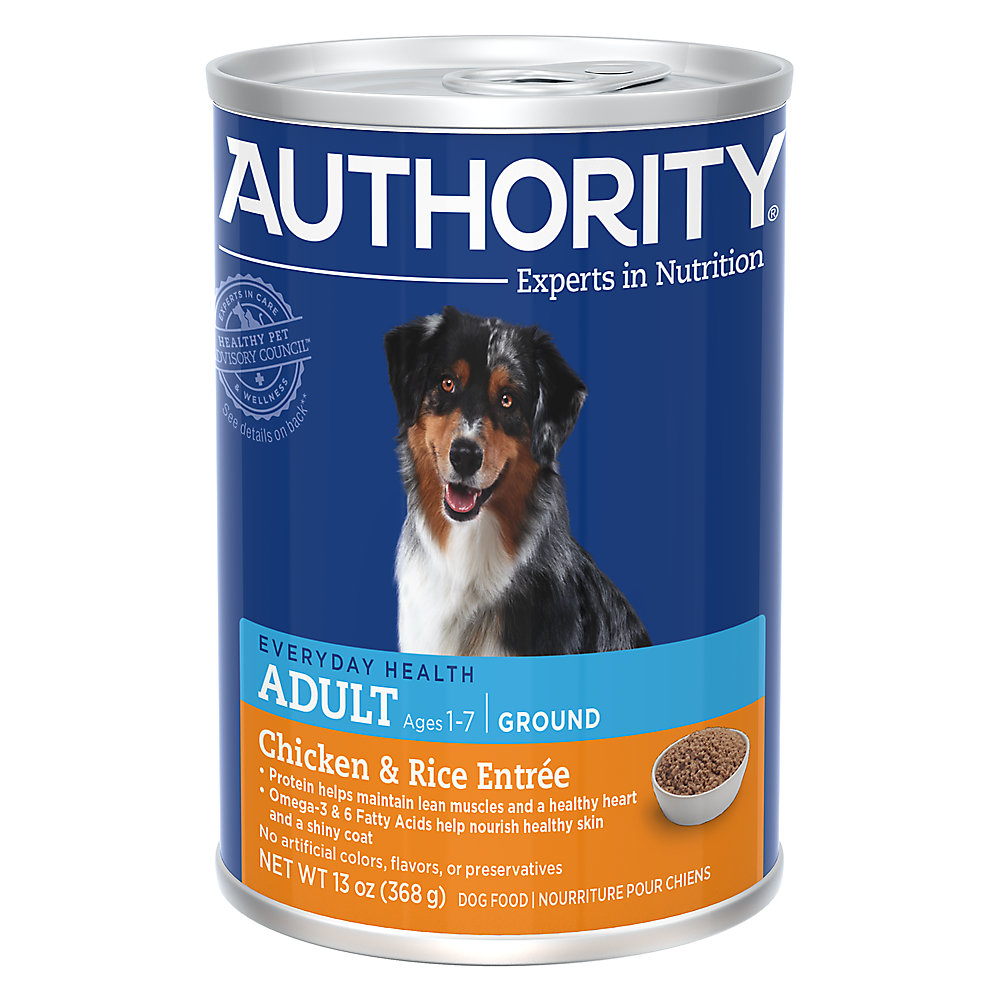 AUTHORITY®
Experts in Nutrition
EXPERTS IN CARE
HEALTHY PET
ADVISORY COUNCIL™
& WELLNESS
See details on back**
EVERYDAY HEALTH
ADULT Ages 1-7 | GROUND
Chicken & Rice Entrée
• Protein helps maintain lean muscles and a healthy heart
• Omega-3 & 6 Fatty Acids help nourish healthy skin
and a shiny coat
No artificial colors, flavors, or preservatives
NET WT 13 oz (368 g) DOG FOOD | NOURRITURE POUR CHIENS